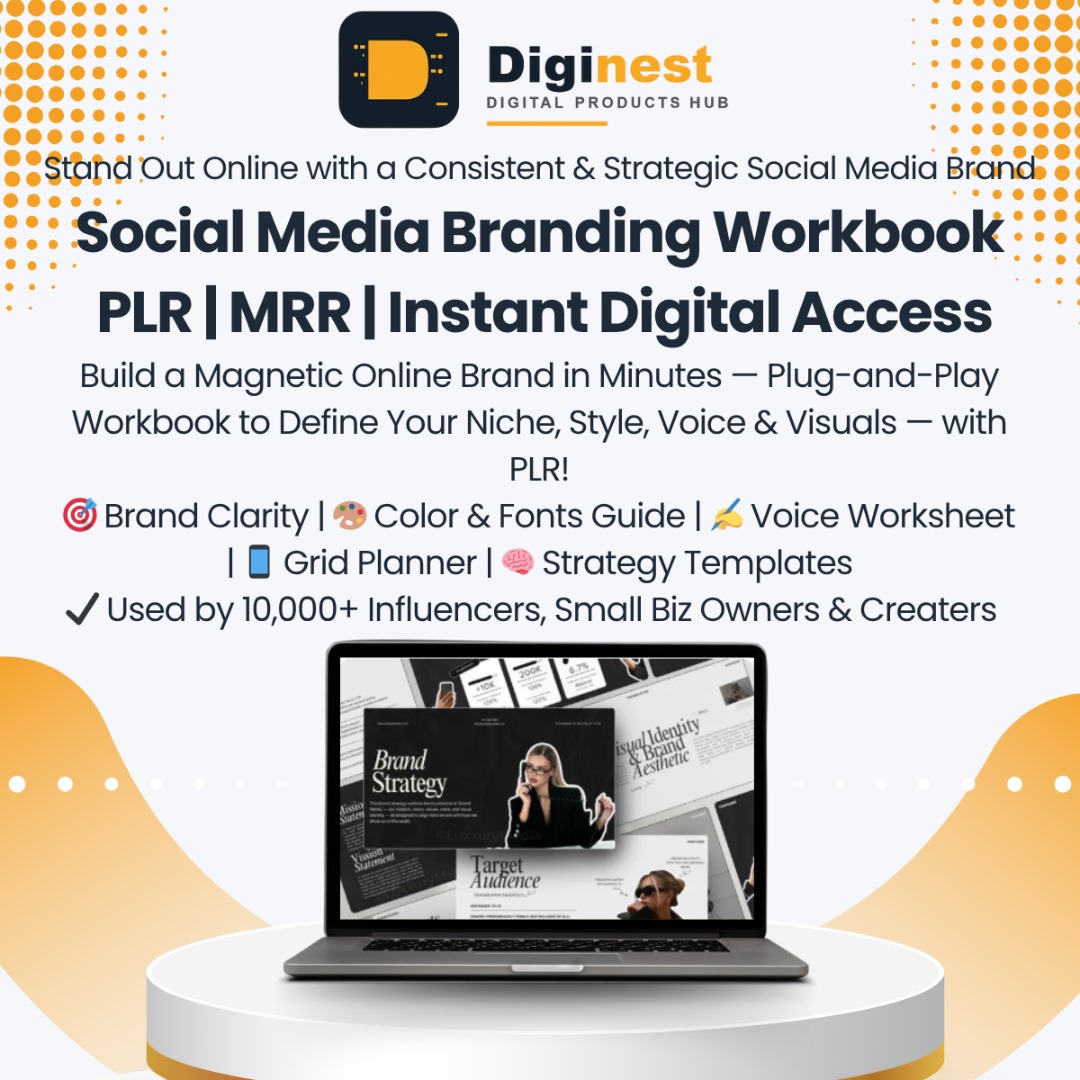 Diginest
DIGITAL PRODUCTS HUB
Stand Out Online with a Consistent & Strategic Social Media Brand
Social Media Branding Workbook
PLR | MRR | Instant Digital Access
Build a Magnetic Online Brand in Minutes — Plug-and-Play
Workbook to Define Your Niche, Style, Voice & Visuals — with
PLR!
🎯 Brand Clarity | 🎨 Color & Fonts Guide | ✍️ Voice Worksheet
| 📱 Grid Planner | 🧠 Strategy Templates
✔️ Used by 10,000+ Influencers, Small Biz Owners & Creaters
+10K
200K
6.7%
Visual Identity
& Brand
Aesthetic
Brand
Strategy
Mission
Statement
Vission
Statement
Target
Audience